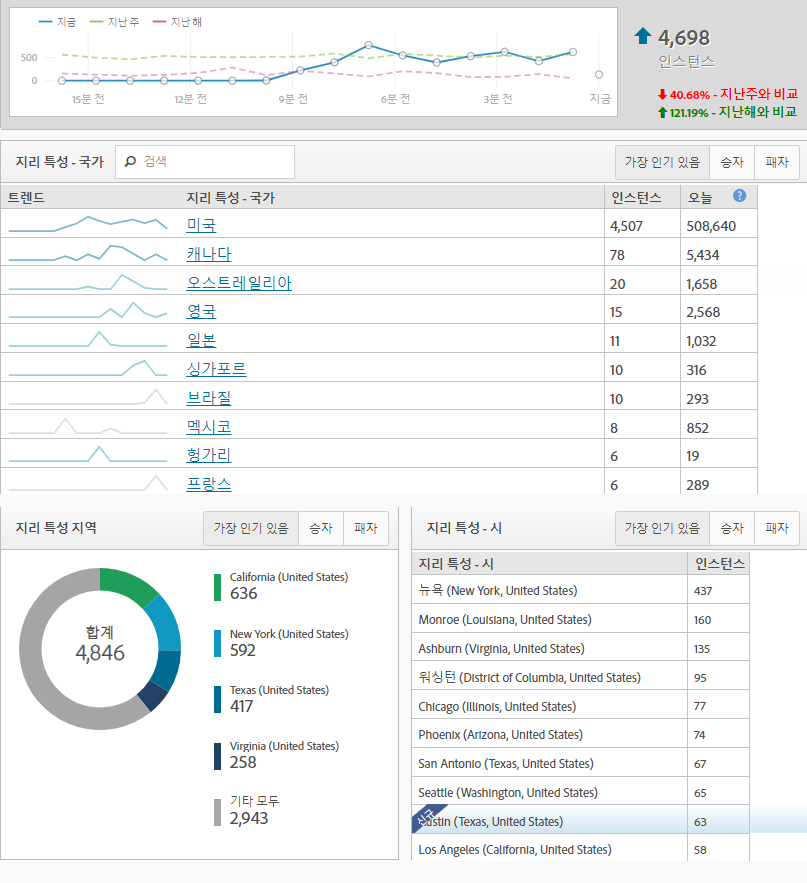 지금 지난 주 지난 해
500
0
15분 전 12분 전 9분 전 6분 전 3분 전 지금
4,698
인스턴스
40.68% - 지난주와 비교
121.19% - 지난해와 비교
지리 특성 - 국가 검색 가장 인기 있음 승자 패자
트렌드 지리 특성 - 국가 인스턴스 오늘 ?
미국 4,507 508,640
캐나다 78 5,434
오스트레일리아 20 1,658
영국 15 2,568
일본 11 1,032
싱가포르 10 316
브라질 10 293
멕시코 8 852
헝가리 6 19
프랑스 6 289
지리 특성 지역 가장 인기 있음 승자 패자
합계
4,846
California (United States)
636
New York (United States)
592
Texas (United States)
417
Virginia (United States)
258
기타 모두
2,943
지리 특성 - 시 가장 인기 있음 승자 패자
지리 특성 - 시 인스턴스
뉴욕 (New York, United States) 437
Monroe (Louisiana, United States) 160
Ashburn (Virginia, United States) 135
워싱턴 (District of Columbia, United States) 95
Chicago (Illinois, United States) 77
Phoenix (Arizona, United States) 74
San Antonio (Texas, United States) 67
Seattle (Washington, United States) 65
신규 Austin (Texas, United States) 63
Los Angeles (California, United States) 58